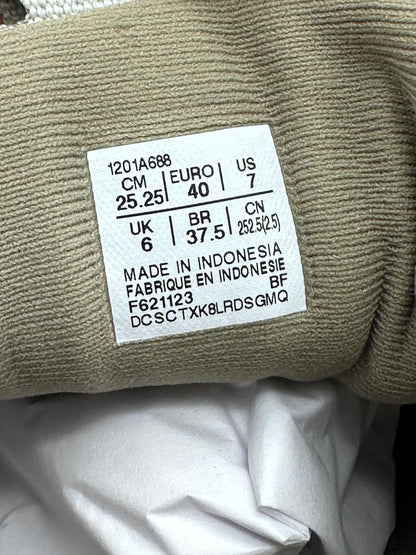 1201A688
CM EURO US
25.25 40 7
UK BR CN
6 37.5 252.5(2.5)
MADE IN INDONESIA
FABRIQUE EN INDONESIE
F621123 BF
DCSCTXK8LRDSGMQ